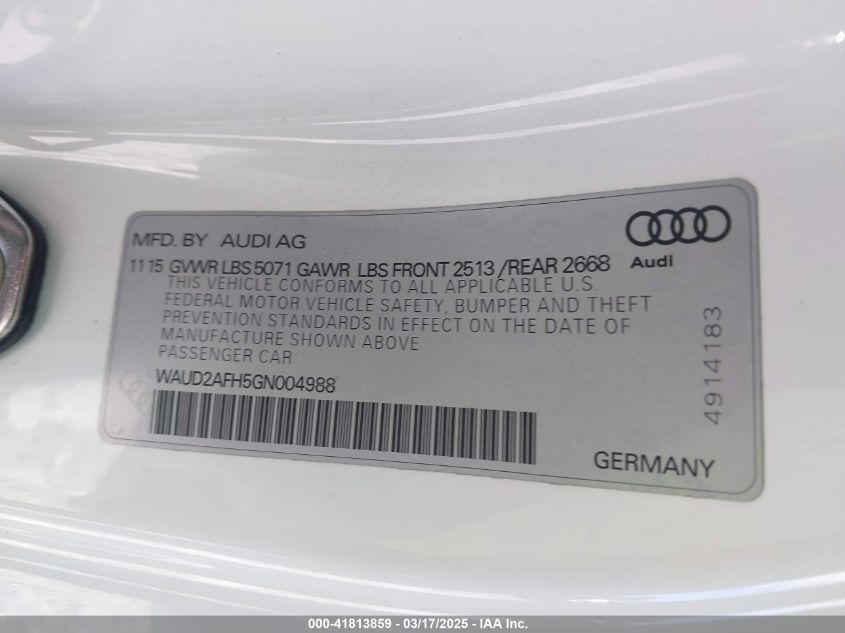 MFD. BY AUDI AG
Audi
11 15 GVWR LBS 5071 GAWR LBS FRONT 2513 /REAR 2668
THIS VEHICLE CONFORMS TO ALL APPLICABLE U.S.
FEDERAL MOTOR VEHICLE SAFETY, BUMPER AND THEFT
PREVENTION STANDARDS IN EFFECT ON THE DATE OF
MANUFACTURE SHOWN ABOVE
PASSENGER CAR
WAUD2AFH5GN004988
4914183
GERMANY
000-41813859 - 03/17/2025 - IAA Inc.